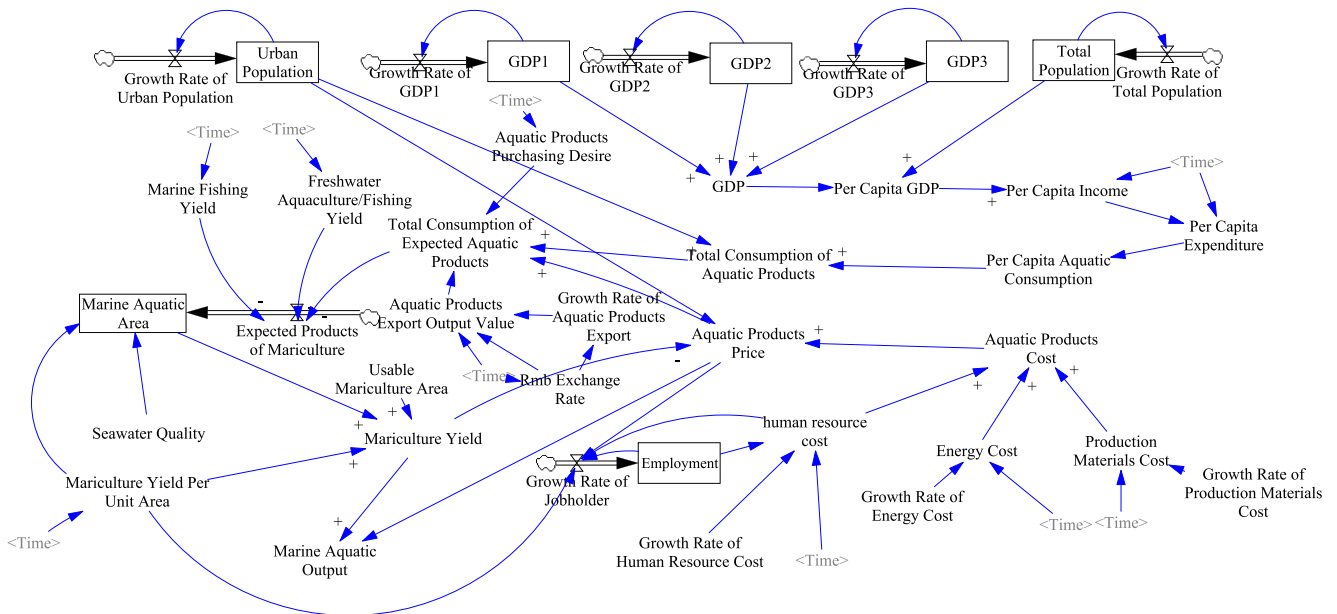 Urban
Population
Growth Rate of
Urban Population
GDP1
Growth Rate of
GDP1
GDP2
Growth Rate of
GDP2
GDP3
Growth Rate of
GDP3
Total
Population
Growth Rate of
Total Population
<Time>
Aquatic Products
Purchasing Desire
<Time>
<Time>
Marine Fishing
Yield
Freshwater
Aquaculture/Fishing
Yield
+
+
+
GDP
+
Per Capita GDP
+
Per Capita Income
<Time>
Per Capita
Expenditure
Total Consumption of
Expected Aquatic
Products
+
+
+
Total Consumption of
Aquatic Products
+
Per Capita Aquatic
Consumption
Marine Aquatic
Area
-
-
Expected Products
of Mariculture
Aquatic Products
Export Output Value
Growth Rate of
Aquatic Products
Export
Aquatic Products
Price
-
+
Aquatic Products
Cost
+
+
+
<Time>
Rmb Exchange
Rate
Usable
Mariculture Area
+
+
+
Mariculture Yield
Seawater Quality
Mariculture Yield Per
Unit Area
<Time>
+
Marine Aquatic
Output
Employment
Growth Rate of
Jobholder
human resource
cost
Growth Rate of
Human Resource Cost
<Time>
Energy Cost
Growth Rate of
Energy Cost
<Time>
Production
Materials Cost
<Time>
Growth Rate of
Production Materials
Cost